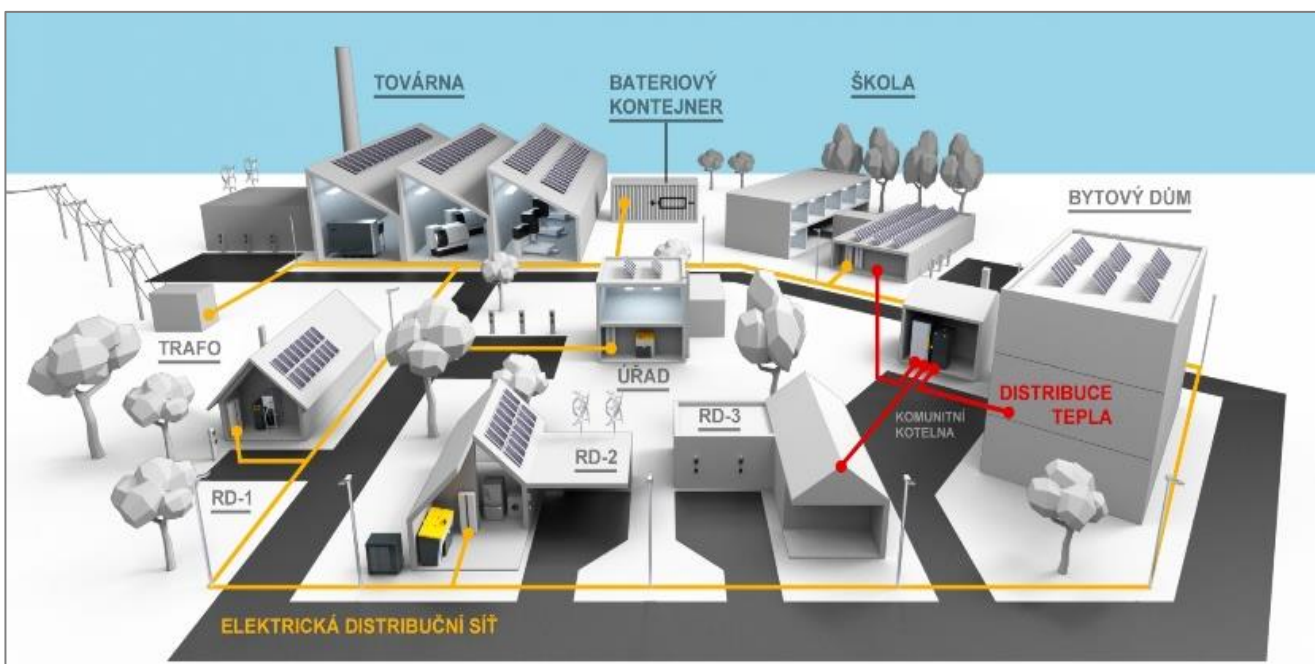 TOVÁRNA
BATERIOVÝ
KONTEJNER
ŠKOLA
BYTOVÝ DŮM
TRAFO
ÚŘAD
RD-3
DISTRIBUCE
TEPLA
KOMUNITNÍ
KOTELNA
RD-2
RD-1
ELEKTRICKÁ DISTRIBUČNÍ SÍŤ